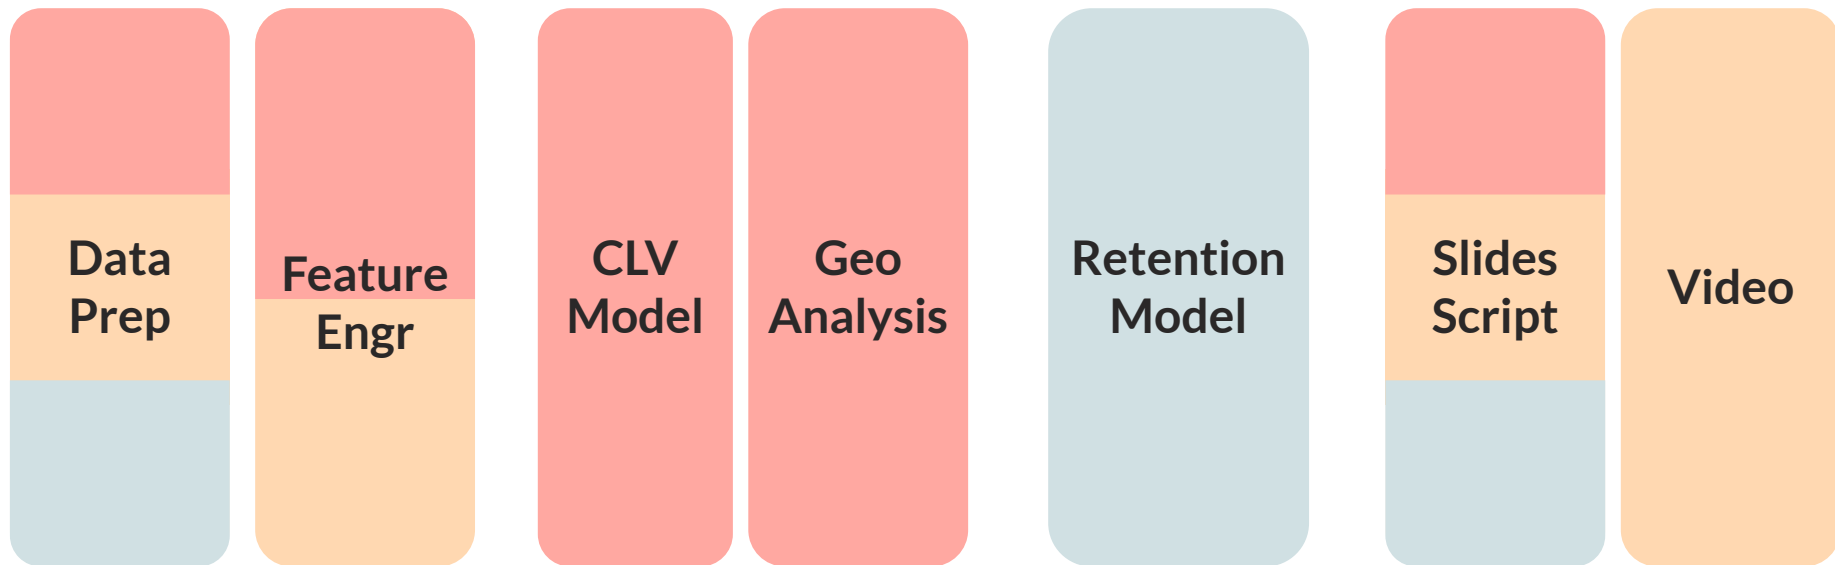 Data
Prep
Feature
Engr
CLV
Model
Geo
Analysis
Retention
Model
Slides
Script
Video